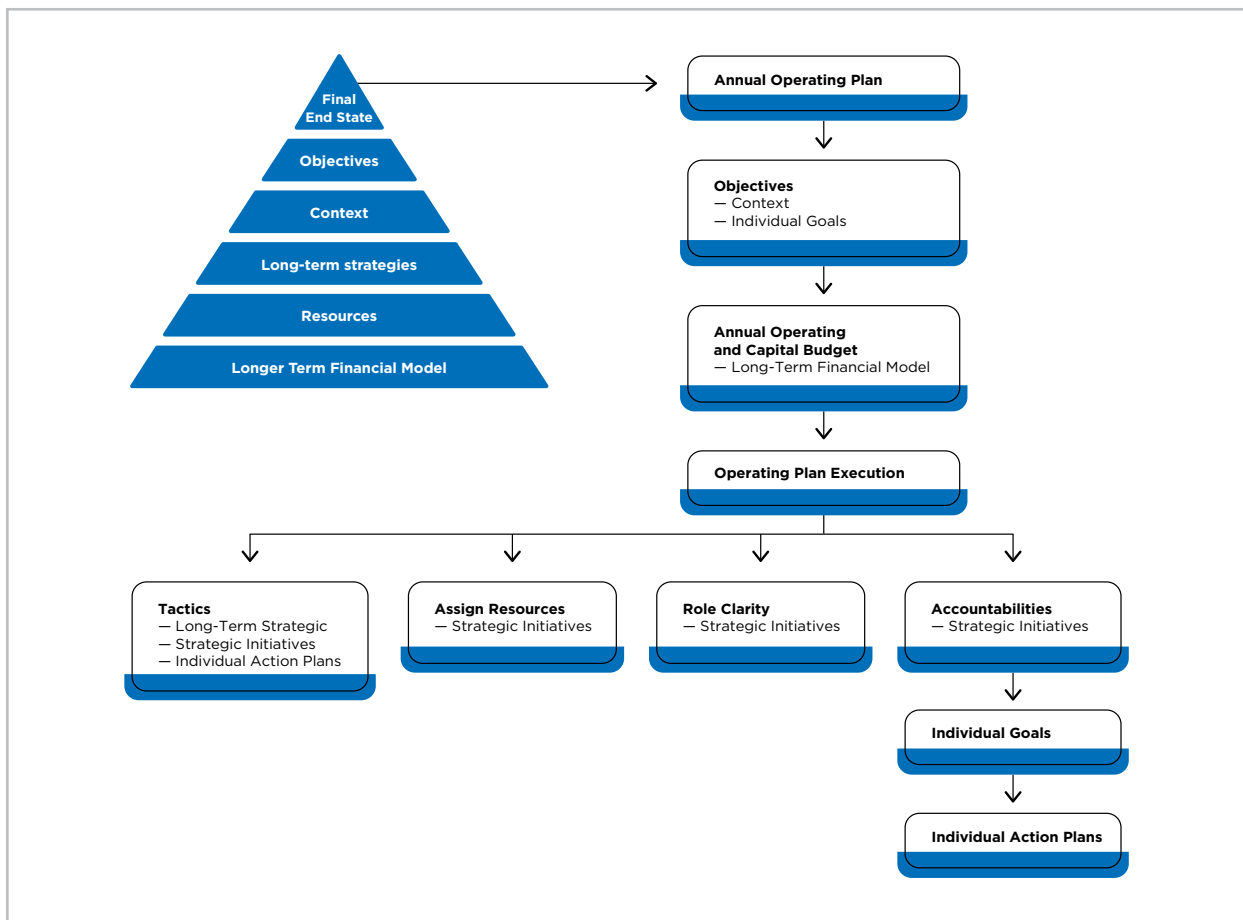 Final
End State
Objectives
Context
Long-term strategies
Resources
Longer Term Financial Model
Annual Operating Plan
Objectives
— Context
— Individual Goals
Annual Operating
and Capital Budget
— Long-Term Financial Model
Operating Plan Execution
Tactics
— Long-Term Strategic
— Strategic Initiatives
— Individual Action Plans
Assign Resources
— Strategic Initiatives
Role Clarity
— Strategic Initiatives
Accountabilities
— Strategic Initiatives
Individual Goals
Individual Action Plans